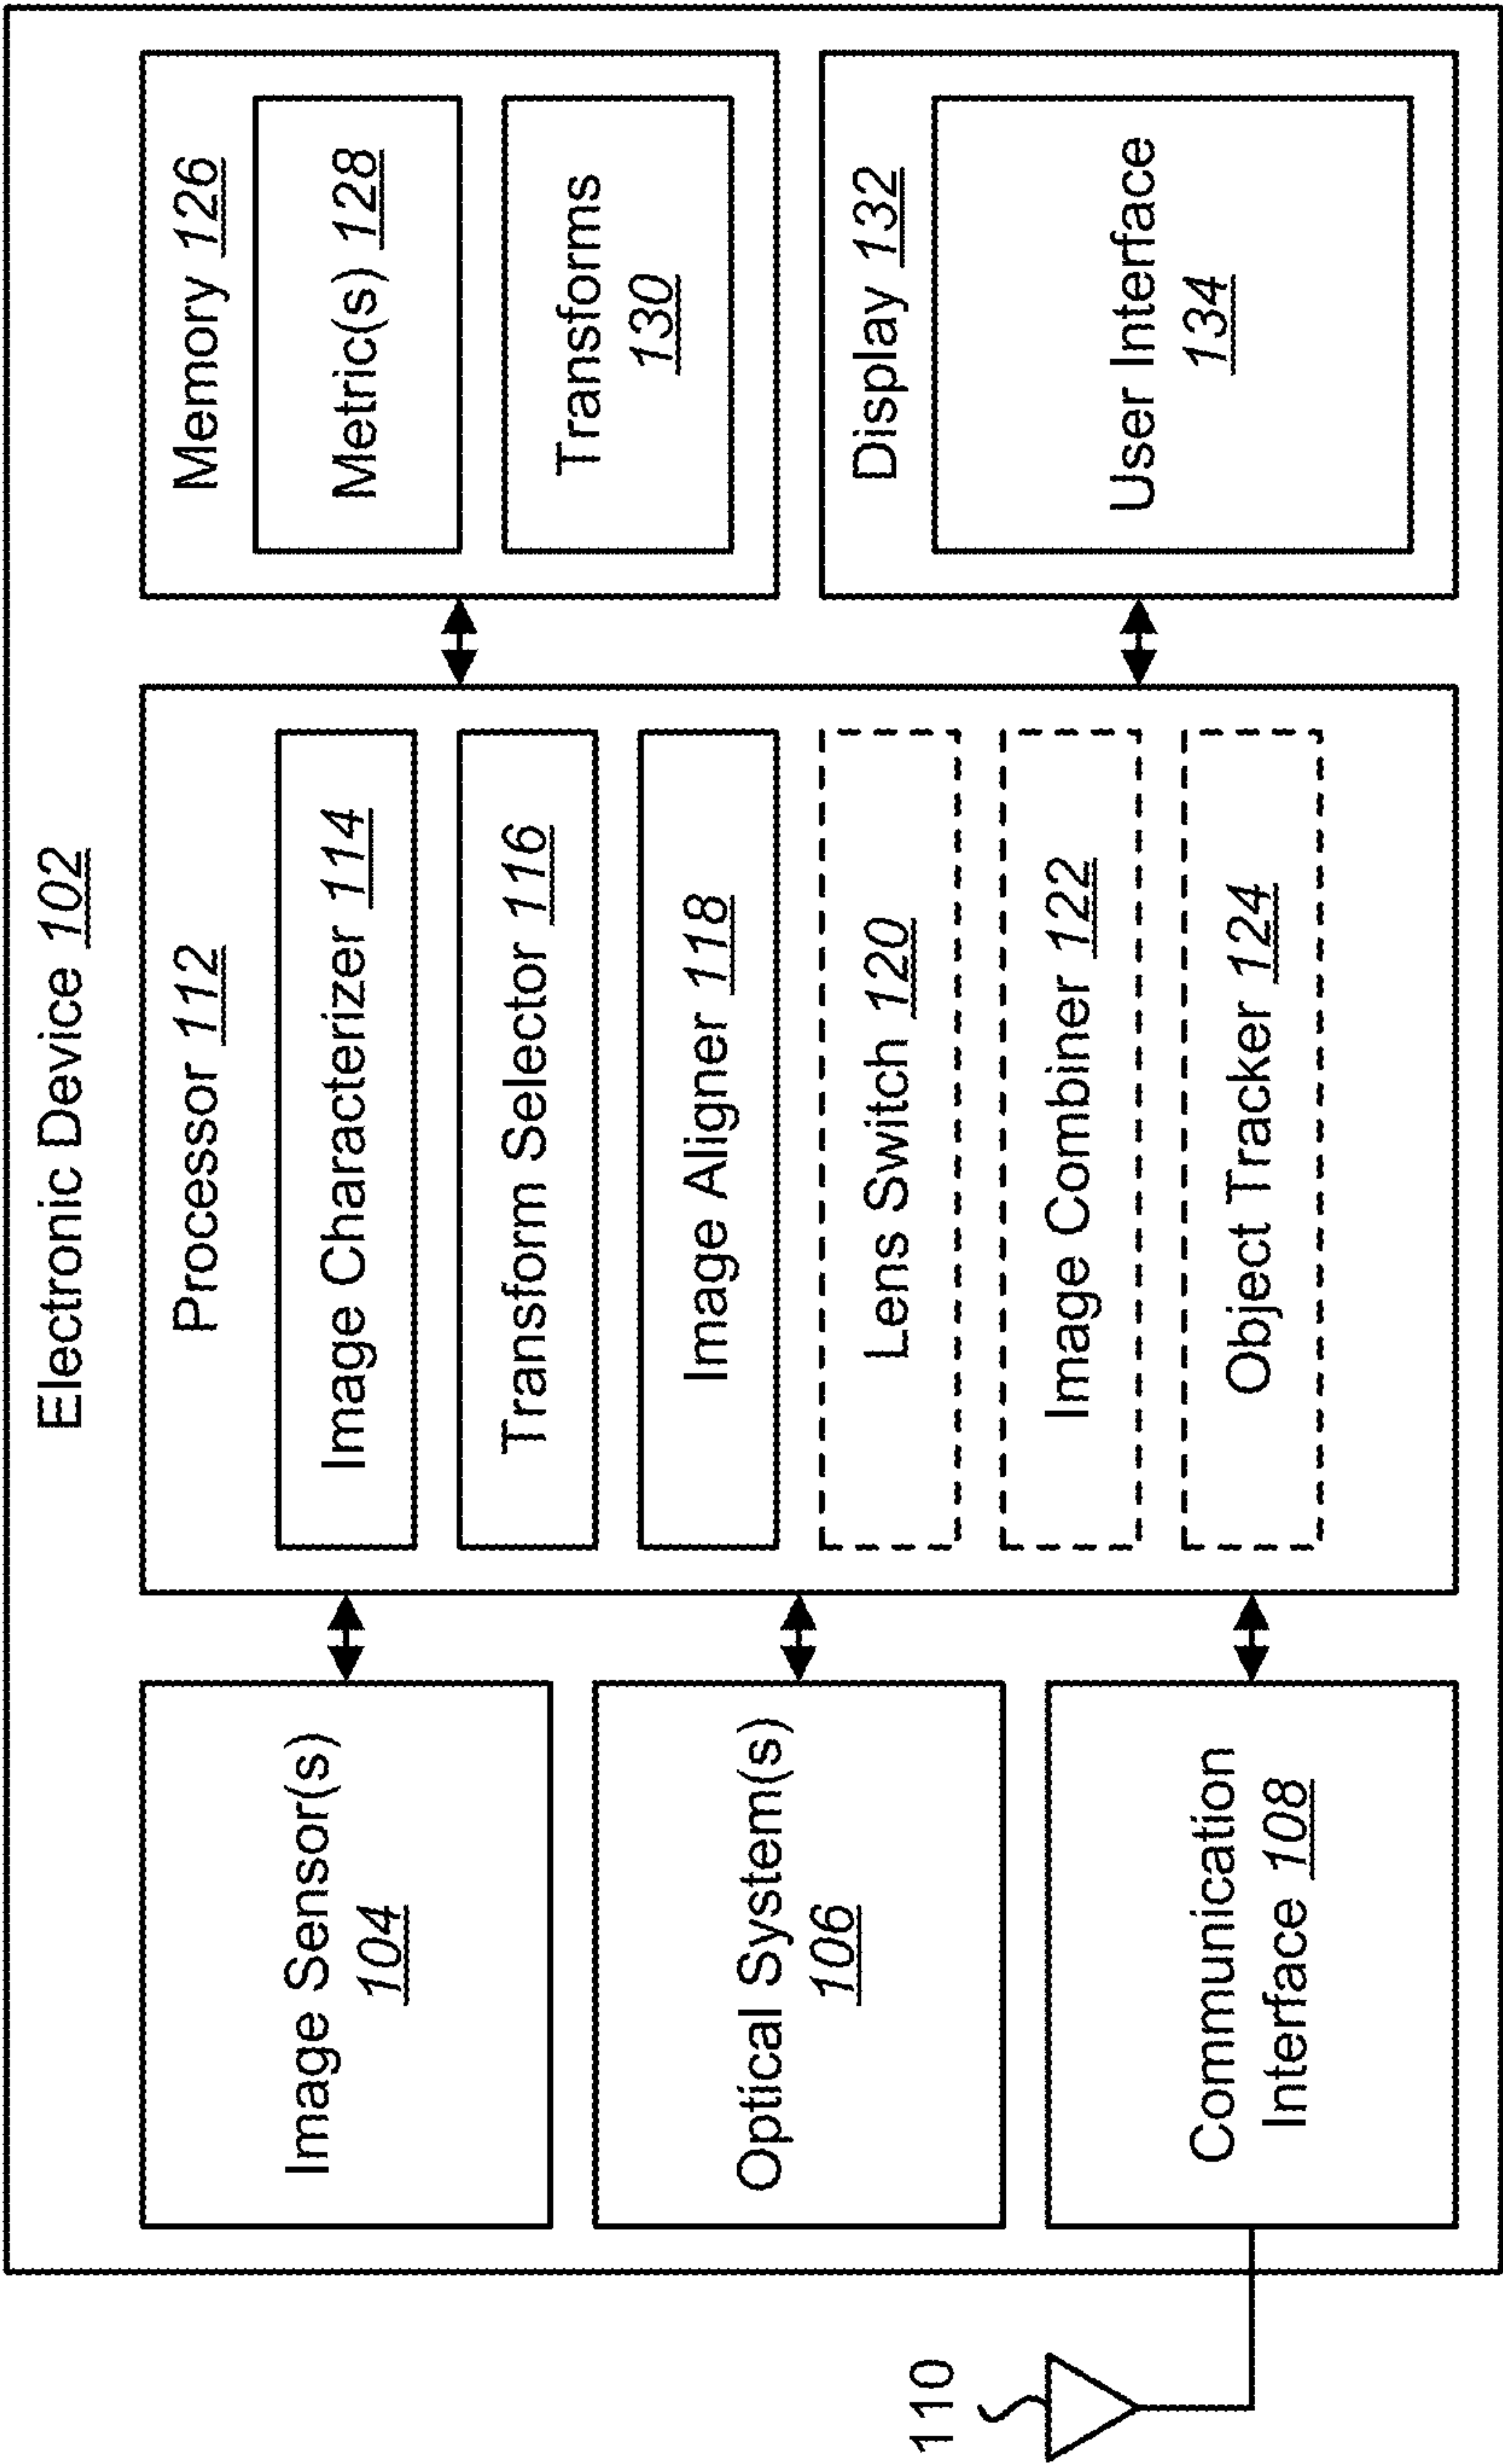 Electronic Device 102
Image Sensor(s)
104
Optical System(s)
106
Communication
Interface 108
110
Processor 112
Image Characterizer 114
Transform Selector 116
Image Aligner 118
Lens Switch 120
Image Combiner 122
Object Tracker 124
Memory 126
Metric(s) 128
Transforms
130
Display 132
User Interface
134